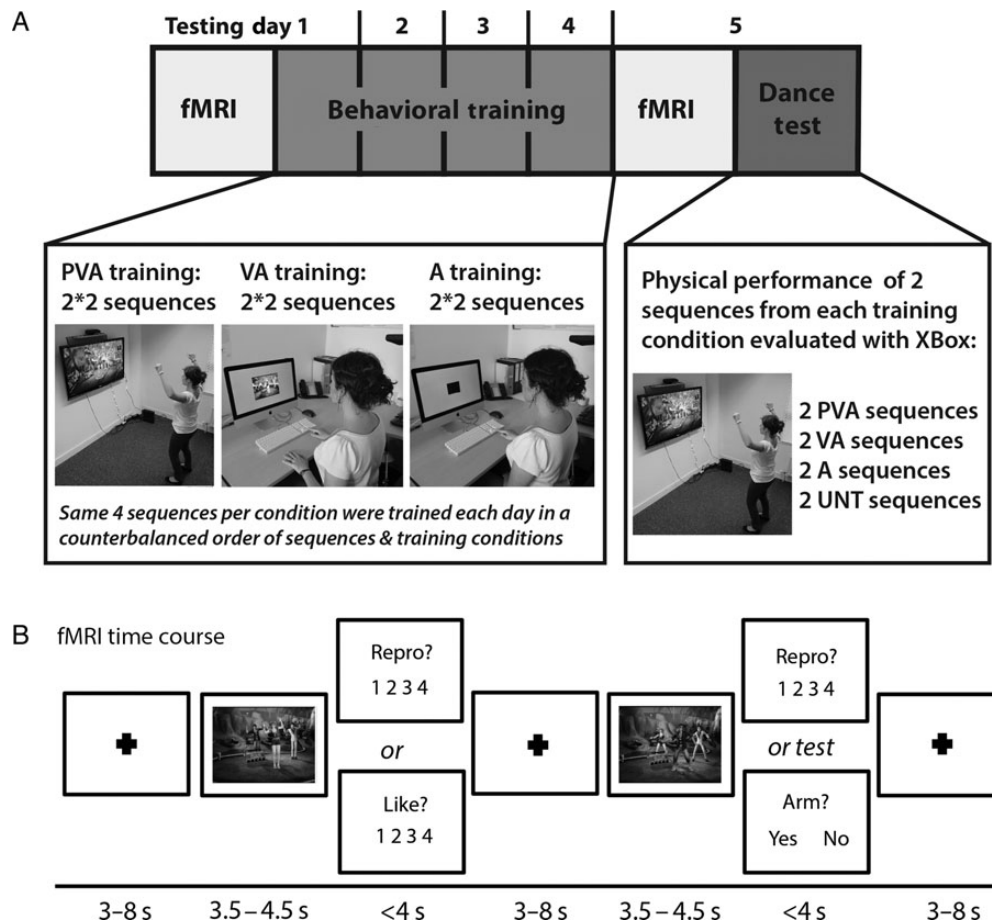 A
Testing day 1 2 3 4 5
fMRI Behavioral training fMRI Dance test
PVA training:
2*2 sequences
VA training:
2*2 sequences
A training:
2*2 sequences
Same 4 sequences per condition were trained each day in a
counterbalanced order of sequences & training conditions
Physical performance of 2
sequences from each training
condition evaluated with XBox:
2 PVA sequences
2 VA sequences
2 A sequences
2 UNT sequences
B fMRI time course
Repro?
1 2 3 4
or
Like?
1 2 3 4
Repro?
1 2 3 4
or test
Arm?
Yes No
3–8 s 3.5–4.5 s <4 s 3–8 s 3.5–4.5 s <4 s 3–8 s